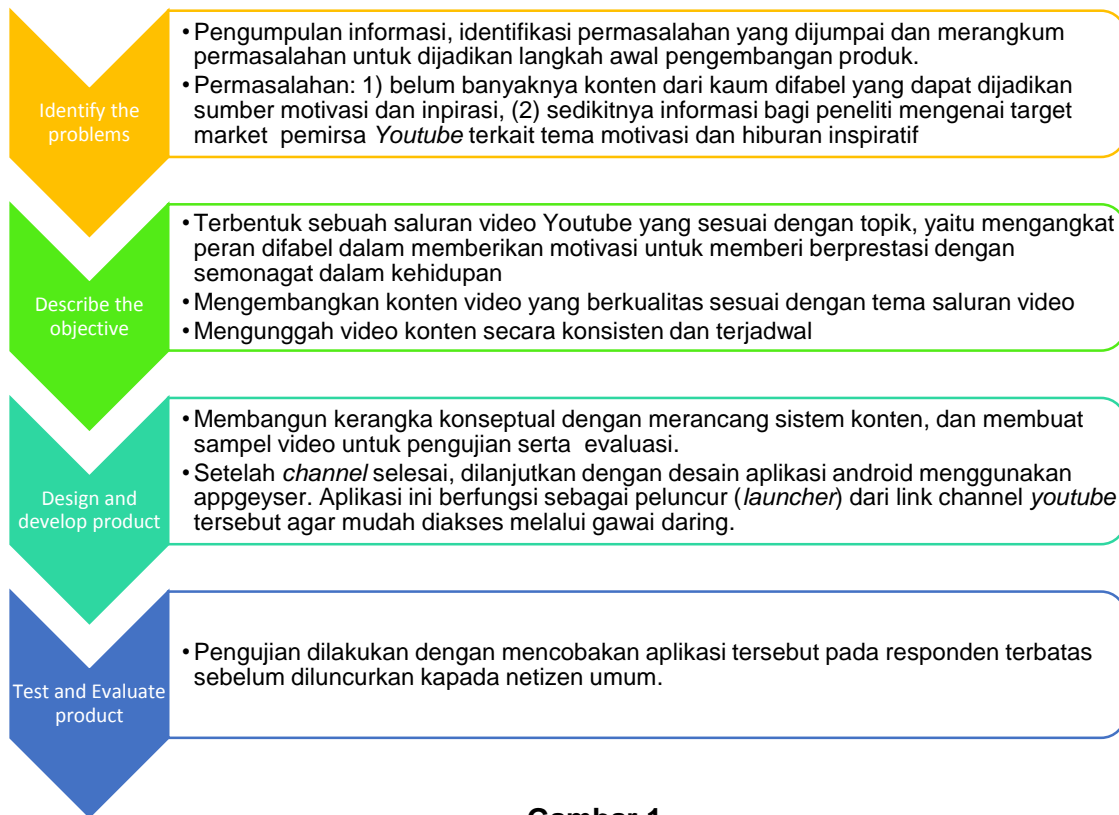 Identify the
problems
•Pengumpulan informasi, identifikasi permasalahan yang dijumpai dan merangkum
permasalahan untuk dijadikan langkah awal pengembangan produk.
•Permasalahan: 1) belum banyaknya konten dari kaum difabel yang dapat dijadikan
sumber motivasi dan inpirasi, (2) sedikitnya informasi bagi peneliti mengenai target
market pemirsa Youtube terkait tema motivasi dan hiburan inspiratif
Describe the
objective
•Terbentuk sebuah saluran video Youtube yang sesuai dengan topik, yaitu mengangkat
peran difabel dalam memberikan motivasi untuk memberi berprestasi dengan
semonagat dalam kehidupan
•Mengembangkan konten video yang berkualitas sesuai dengan tema saluran video
•Mengunggah video konten secara konsisten dan terjadwal
Design and
develop product
•Membangun kerangka konseptual dengan merancang sistem konten, dan membuat
sampel video untuk pengujian serta evaluasi.
•Setelah channel selesai, dilanjutkan dengan desain aplikasi android menggunakan
appgeyser. Aplikasi ini berfungsi sebagai peluncur (launcher) dari link channel youtube
tersebut agar mudah diakses melalui gawai daring.
Test and Evaluate
product
•Pengujian dilakukan dengan mencobakan aplikasi tersebut pada responden terbatas
sebelum diluncurkan kapada netizen umum.
Gambar 1